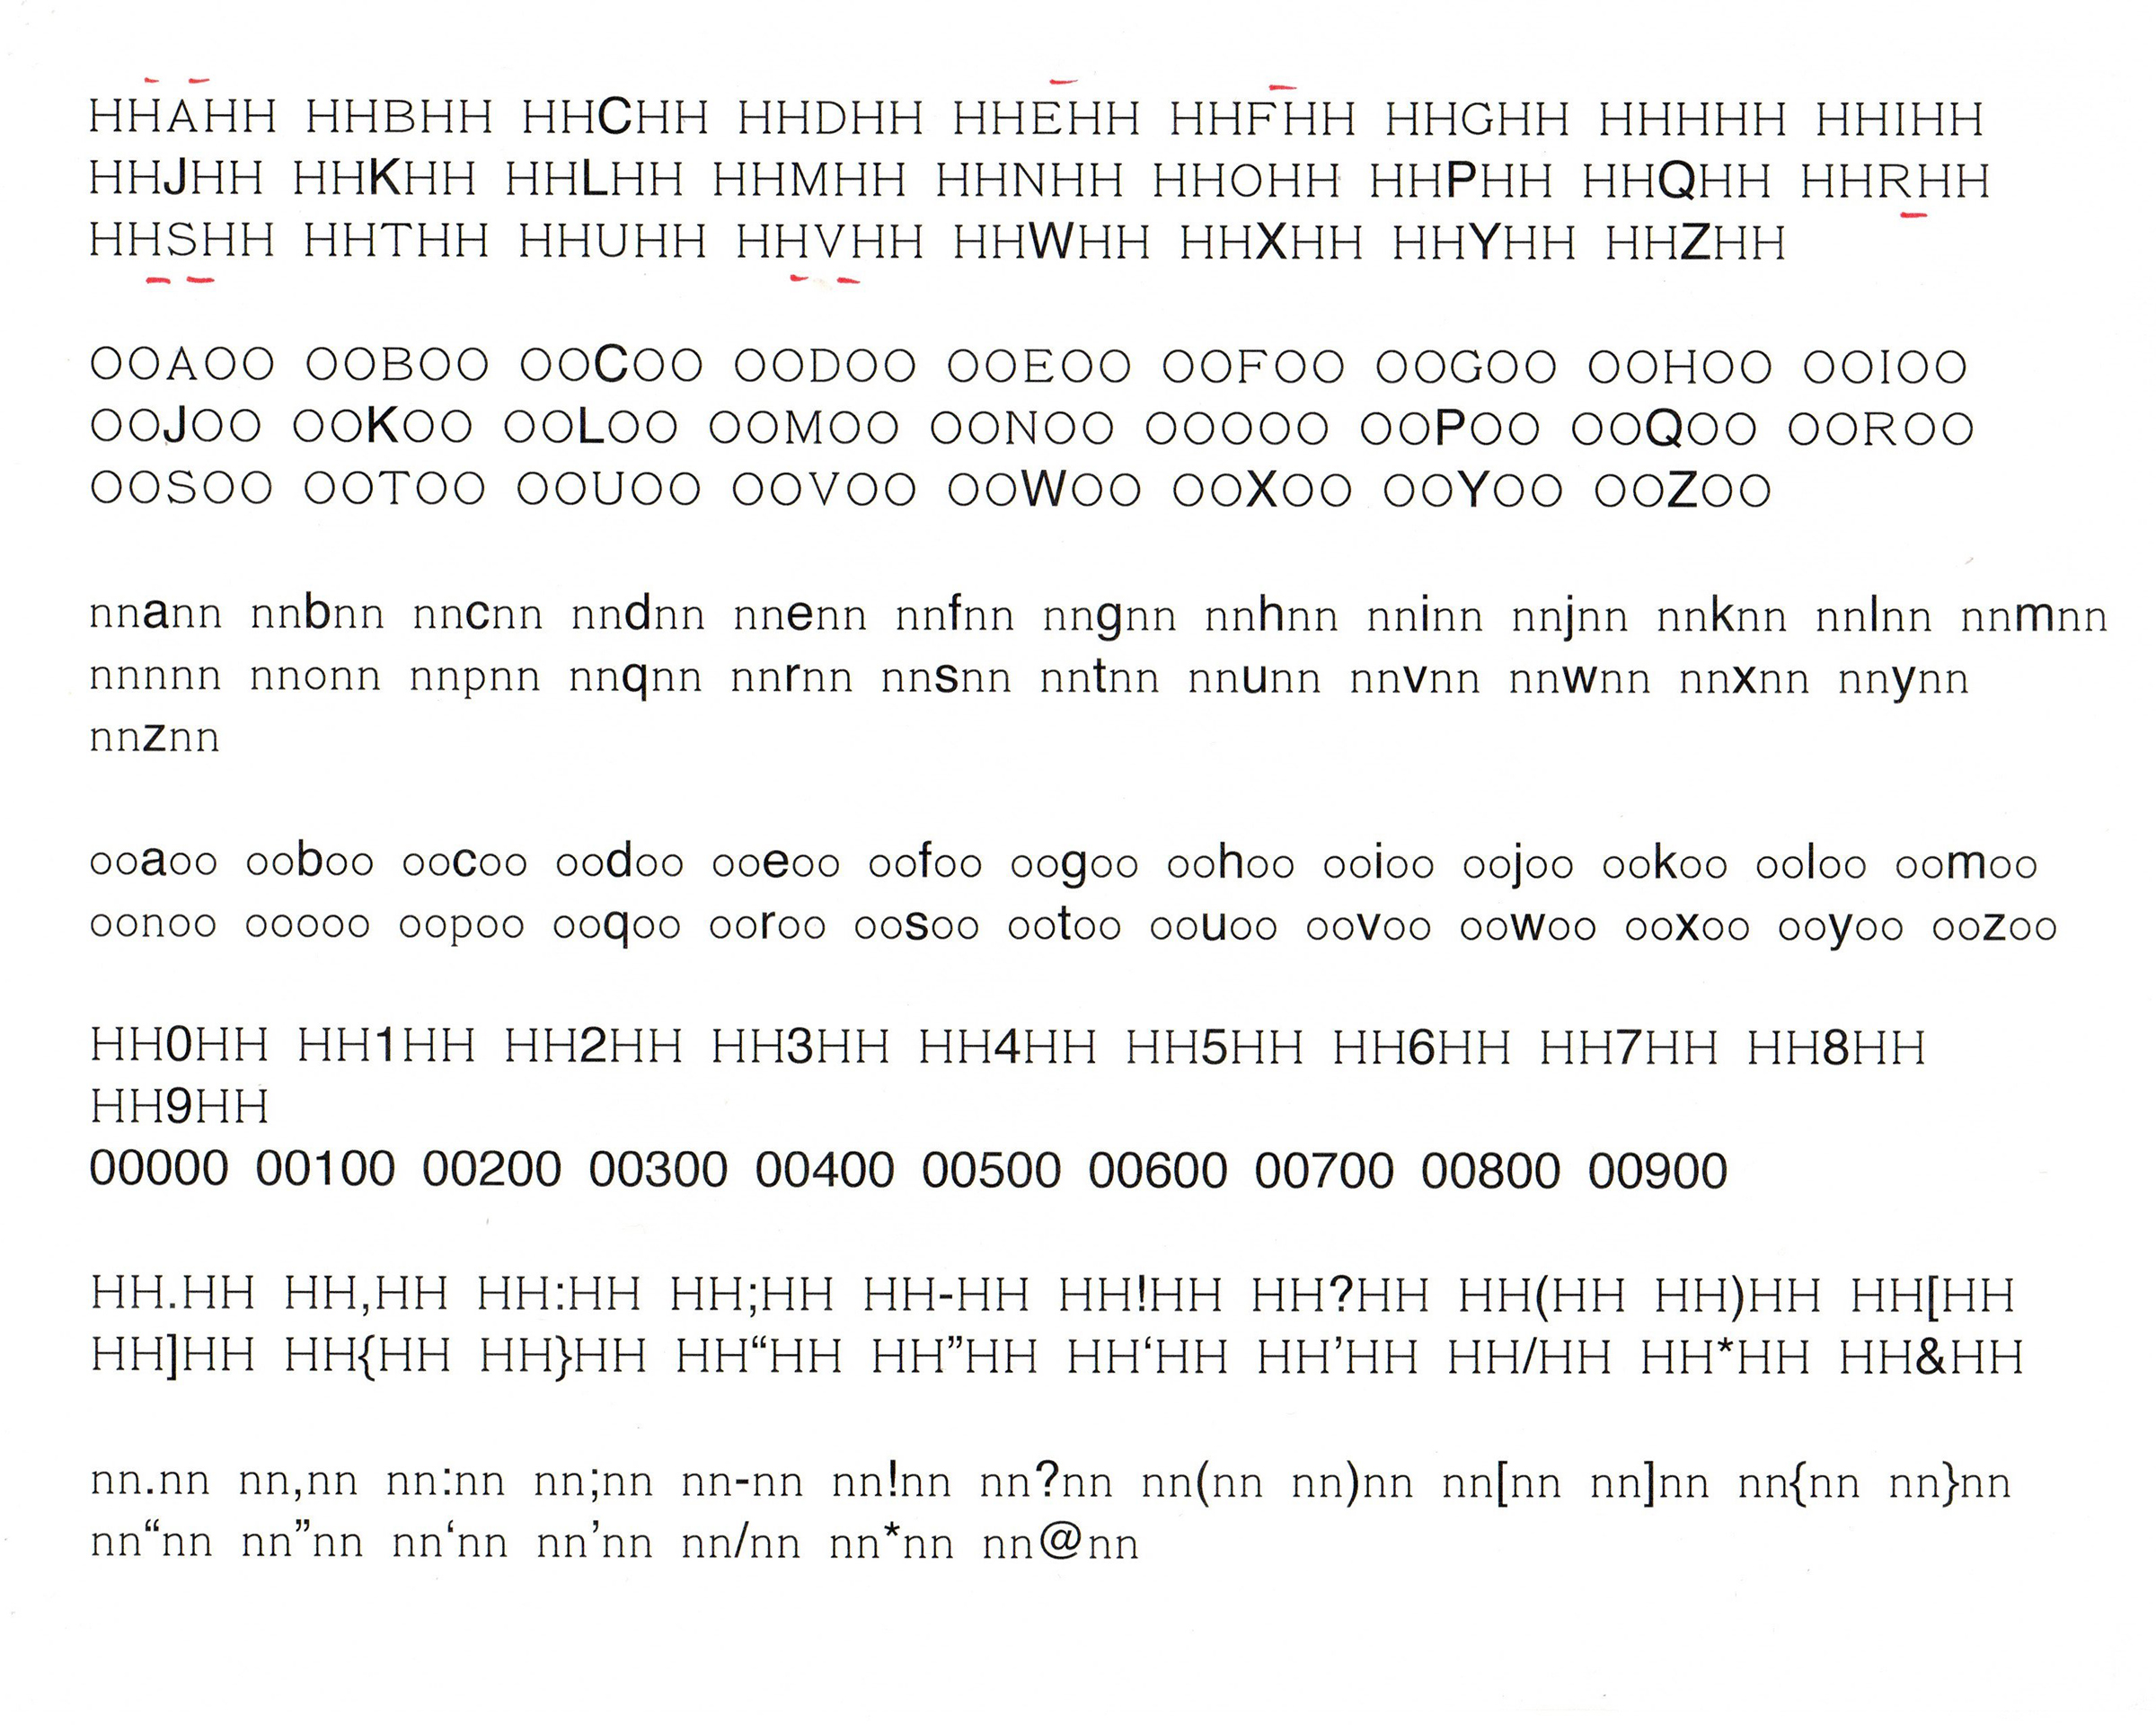 HHAHH HHBHH HHCHH HHDHH HHEHH HHFHH HHGHH HHHHH HHIHH
HHJHH HHKHH HHLHH HHMHH HHNHH HHOHH HHPHH HHQHH HHRHH
HHSHH HHTHH HHUHH HHVHH HHWHH HHXHH HHYHH HHZHH
OOAOO OOBOO OOCOO OODOO OOEOO OOFOO OOGOO OOHOO OOIOO
OOJOO OOKOO OOLOO OOMOO OONOO OOOOO OOPOO OOQOO OOROO
OOSOO OOTOO OOUOO OOVOO OOWOO OOXOO OOYOO OOZOO
nnann nnbnn nncnn nndnn nnenn nnfnn nngnn nnhnn nninn nnjnn nnknn nnlnn nnmnn
nnnnn nnonn nnpnn nnqnn nnrnn nnsnn nntnn nnunn nnvnn nnwnn nnxnn nnynn
nnznn
ooaoo ooboo oocoo oodoo ooeoo oofoo oogoo oohoo ooioo oojoo ookoo ooloo oomoo
oonoo ooooo oopoo ooqoo ooroo oosoo ootoo oouoo oovoo oowoo ooxoo ooyoo oozoo
HH0HH HH1HH HH2HH HH3HH HH4HH HH5HH HH6HH HH7HH HH8HH
HH9HH
00000 00100 00200 00300 00400 00500 00600 00700 00800 00900
HH.HH HH,HH HH:HH HH;HH HH-HH HH!HH HH?HH HH(HH HH)HH HH[HH
HH]HH HH{HH HH}HH HH“HH HH”HH HH‘HH HH’HH HH/HH HH*HH HH&HH
nn.nn nn,nn nn:nn nn;nn nn-nn nn!nn nn?nn nn(nn nn)nn nn[nn nn]nn nn{nn nn}nn
nn“nn nn”nn nn‘nn nn’nn nn/nn nn*nn nn@nn